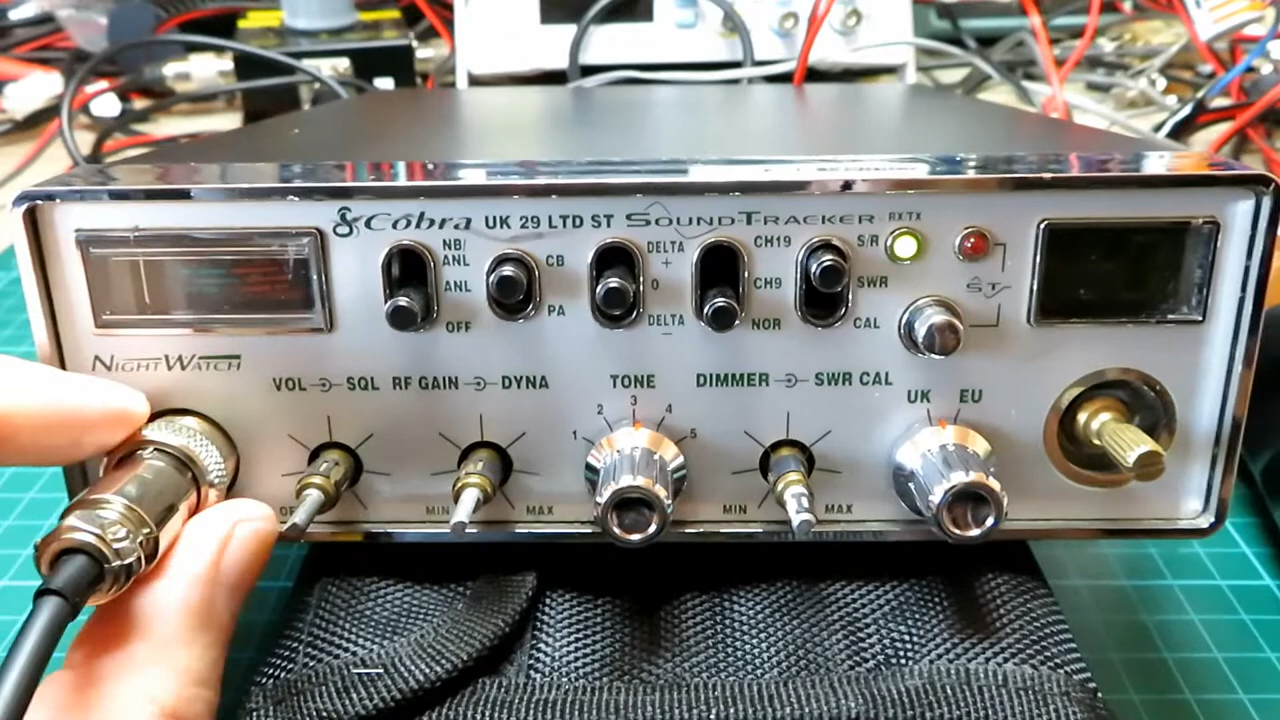 Cobra UK 29 LTD ST SOUNDTRACKER RX/TX
NB/
ANL
ANL
OFF
CB
PA
DELTA
+
0
DELTA
-
CH19
CH9
NOR
S/R
SWR
CAL
ST
NIGHTWATCH
VOL SQL RF GAIN DYNA TONE DIMMER SWR CAL
UK EU
1 2 3 4 5
MIN MAX
MIN MAX